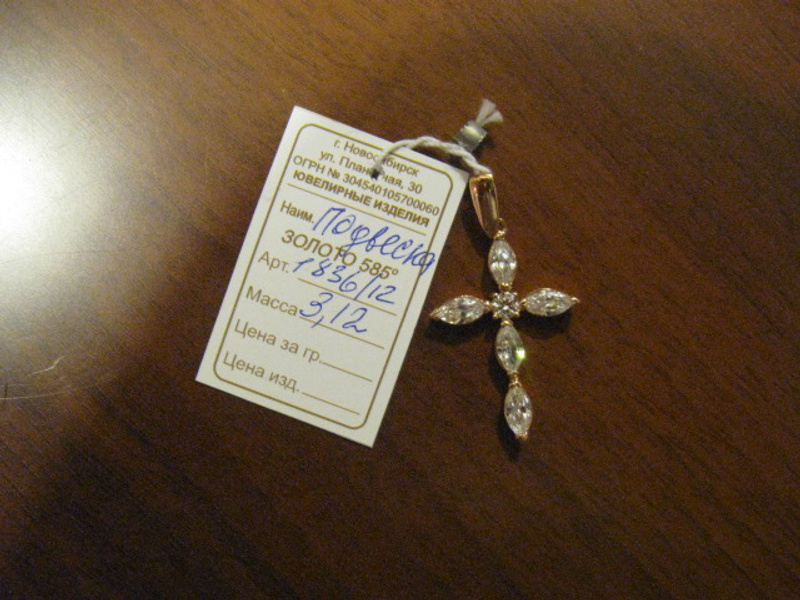 г. Новосибирск
ул. Планетная, 30
ОГРН № 304540105700060
ЮВЕЛИРНЫЕ ИЗДЕЛИЯ
Наим. Подвеска
ЗОЛОТО 585°
Арт. 1836/12
Масса 3,12
Цена за гр.
Цена изд.